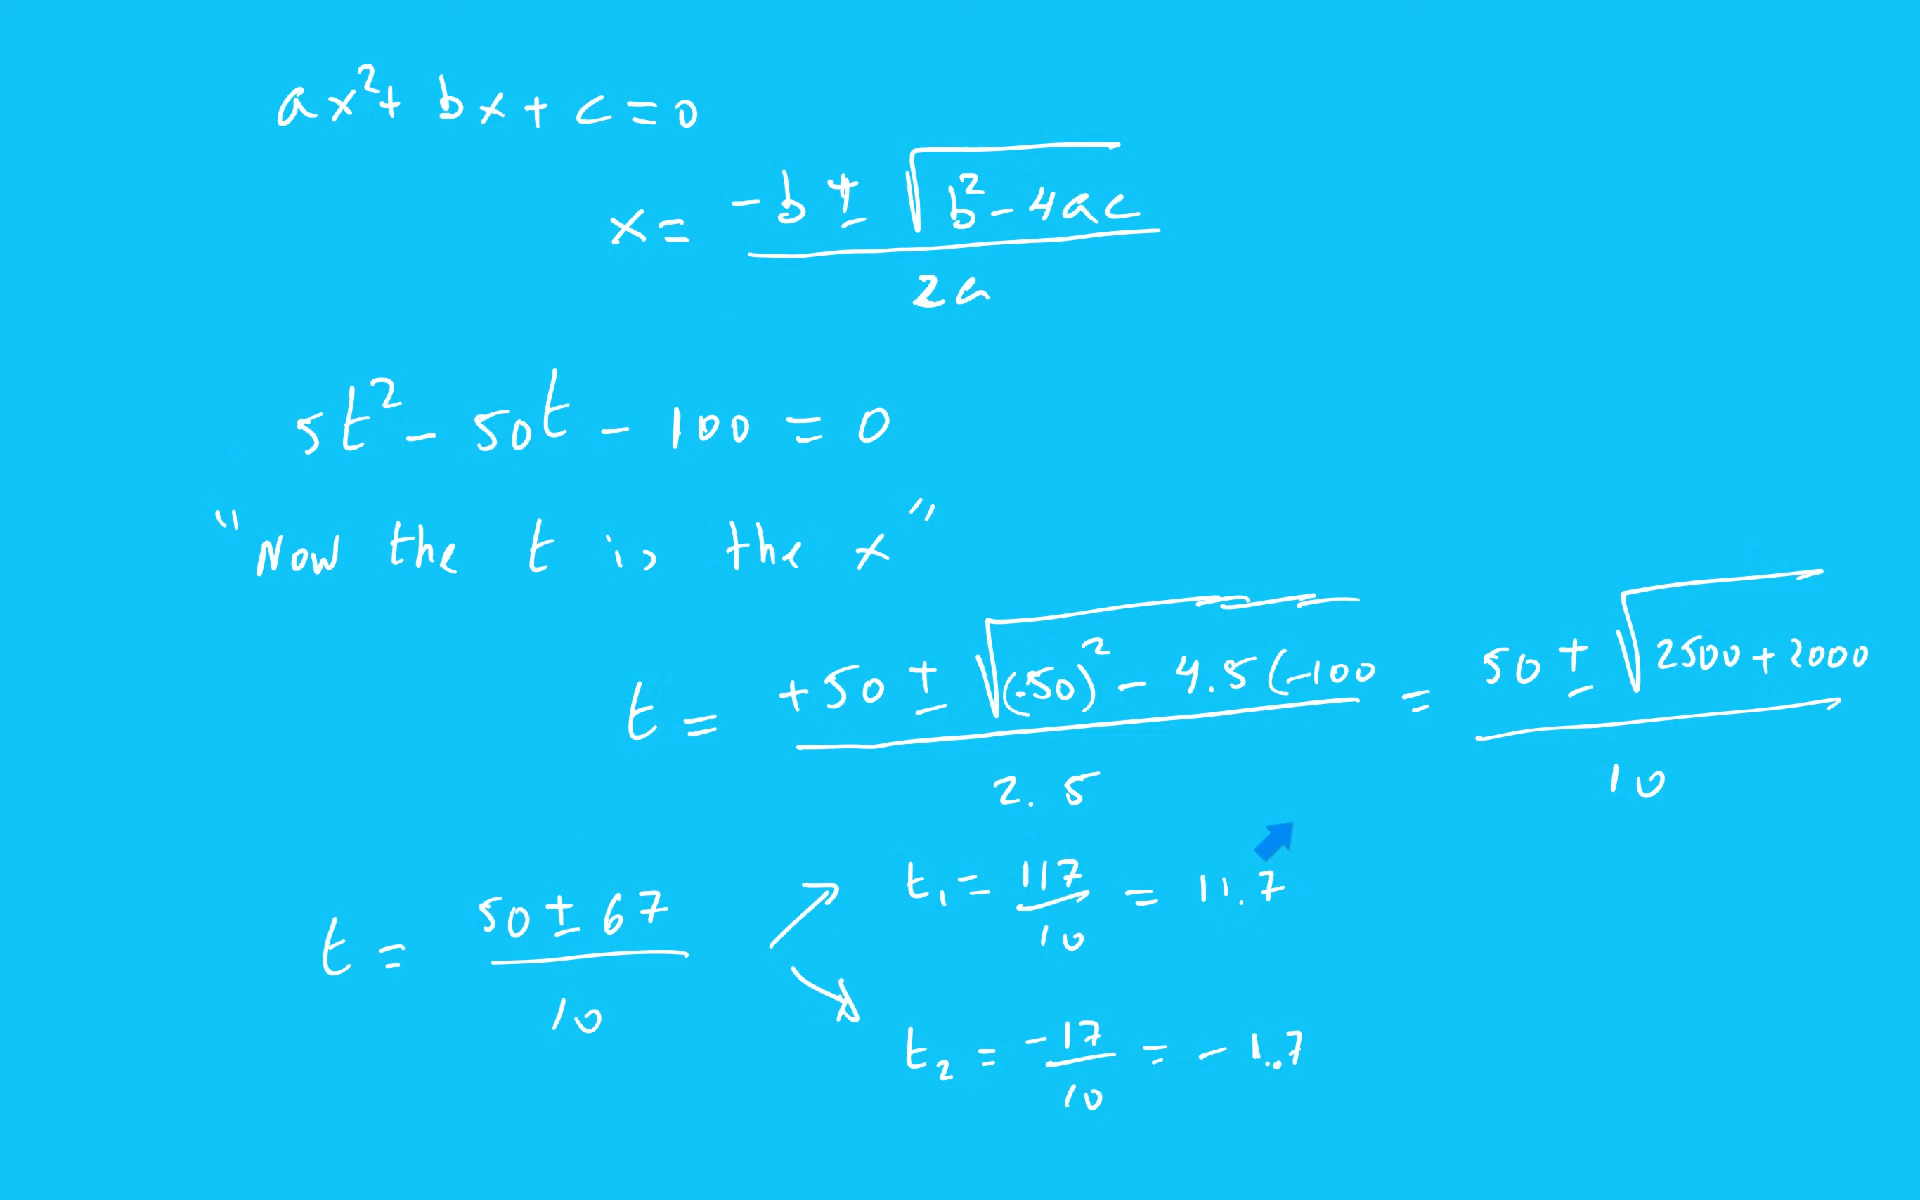 ax²+ bx + c = 0
x = (-b ± √(b² - 4ac)) / 2a
5t² - 50t - 100 = 0
"Now the t is the x"
t = (+50 ± √((-50)² - 4.5(-100)) / 2.5 = (50 ± √(2500 + 2000)) / 10
t = (50 ± 67) / 10
t₁ = 117/10 = 11.7
t₂ = -17/10 = -1.7